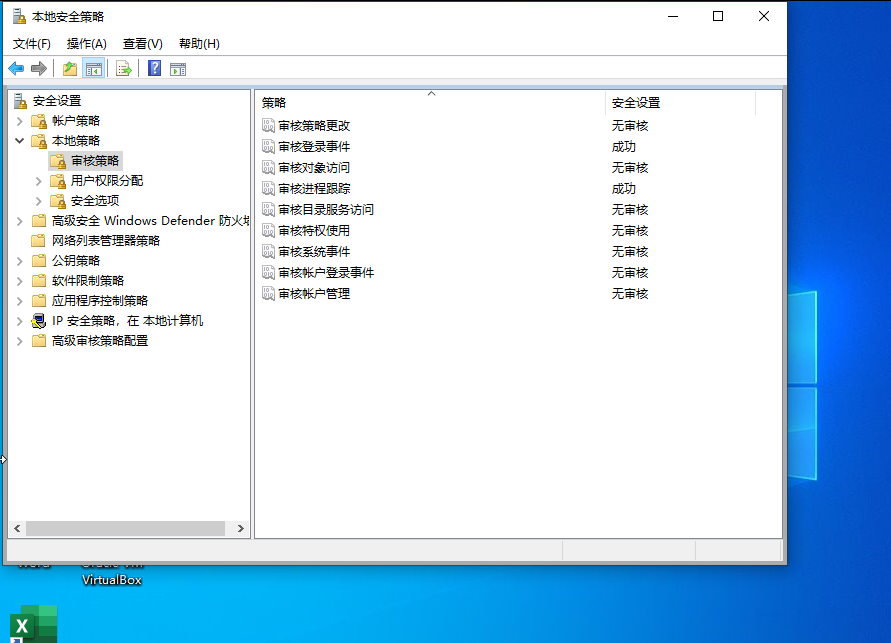 本地安全策略
文件(F) 操作(A) 查看(V) 帮助(H)
安全设置
帐户策略
本地策略
审核策略
用户权限分配
安全选项
高级安全 Windows Defender 防火
网络列表管理器策略
公钥策略
软件限制策略
应用程序控制策略
IP 安全策略，在 本地计算机
高级审核策略配置
策略 安全设置
审核策略更改 无审核
审核登录事件 成功
审核对象访问 无审核
审核进程跟踪 成功
审核目录服务访问 无审核
审核特权使用 无审核
审核系统事件 无审核
审核帐户登录事件 无审核
审核帐户管理 无审核
VirtualBox
X